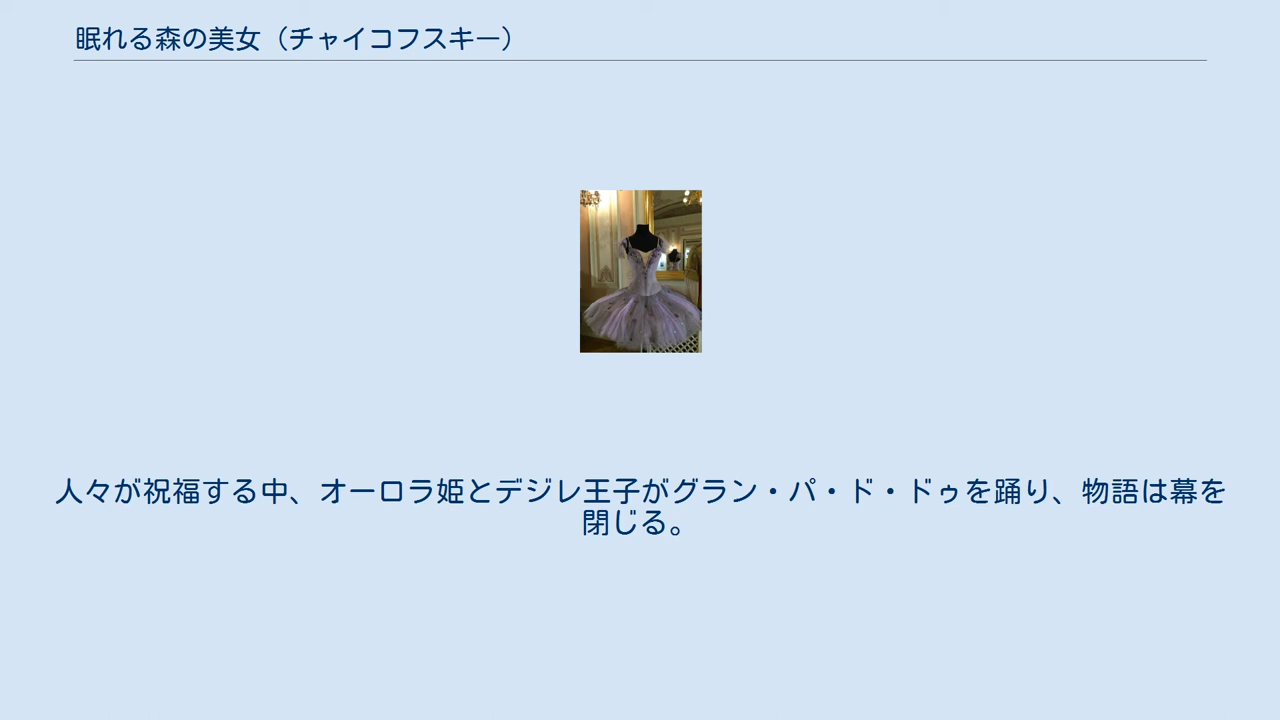 眠れる森の美女（チャイコフスキー）
人々が祝福する中、オーロラ姫とデジレ王子がグラン・パ・ド・ドゥを踊り、物語は幕を
閉じる。